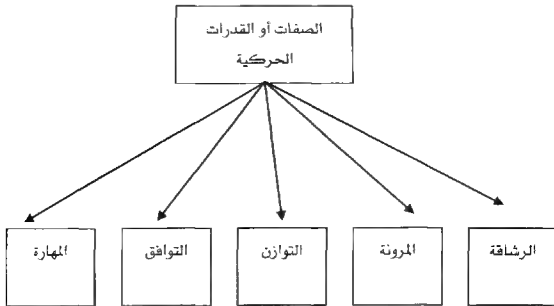 الصفات أو القدرات
الحركية
الرشاقة
المرونة
التوازن
التوافق
المهارة